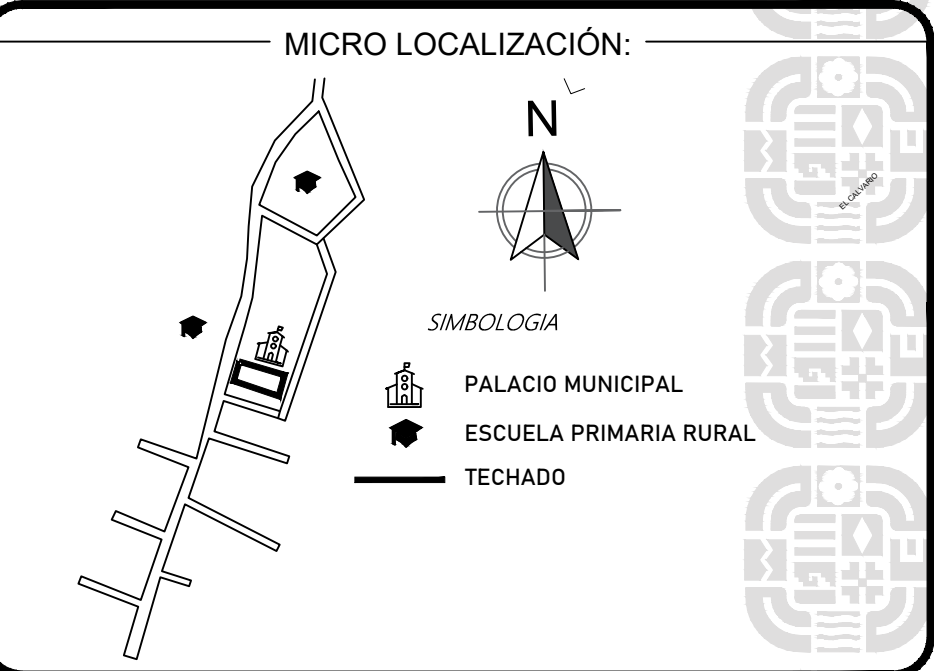 MICRO LOCALIZACIÓN:
N
EL CALVARIO
SIMBOLOGIA
PALACIO MUNICIPAL
ESCUELA PRIMARIA RURAL
TECHADO